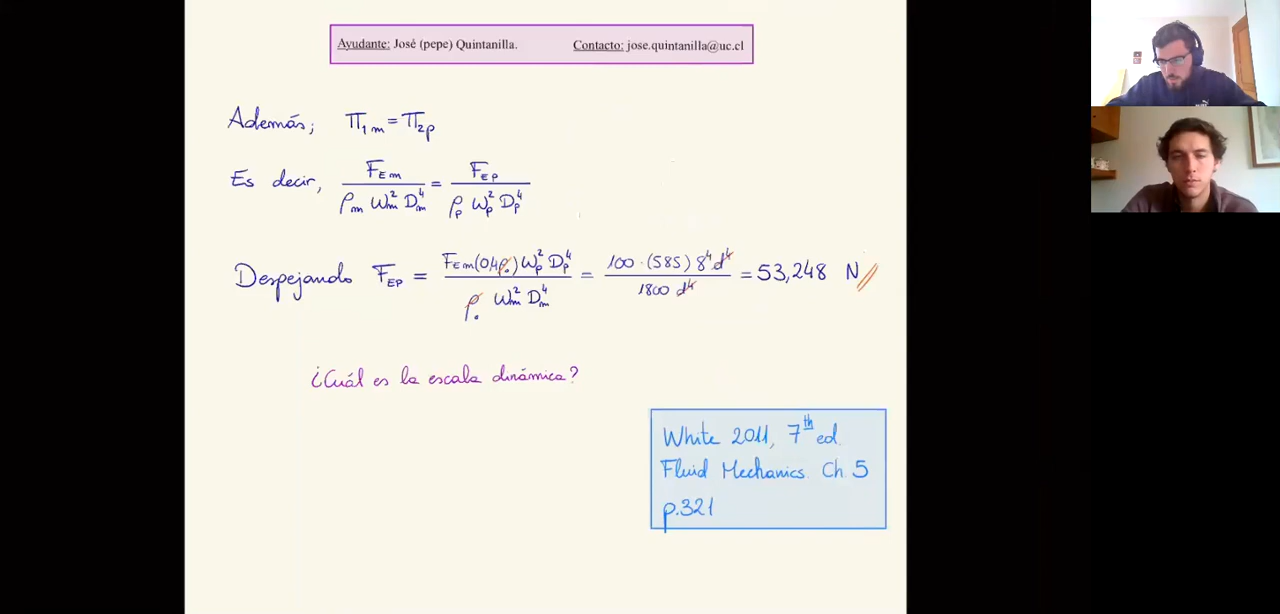 Ayudante: José (pepe) Quintanilla. Contacto: jose.quintanilla@uc.cl
Además; Π1m = Π2p
Es decir, FEm / ρm ωm² Dm⁴ = FEp / ρp ωp² Dp⁴
Despejando FEP = FEm (0,4ρ₀) ωp² Dp⁴ / ρ₀ ωm² Dm⁴ = 100 · (585) 8⁴ d⁴ / 1800 d⁴ = 53,248 N
¿Cuál es la escala dinámica?
White 2011, 7th ed.
Fluid Mechanics. Ch. 5
p.321